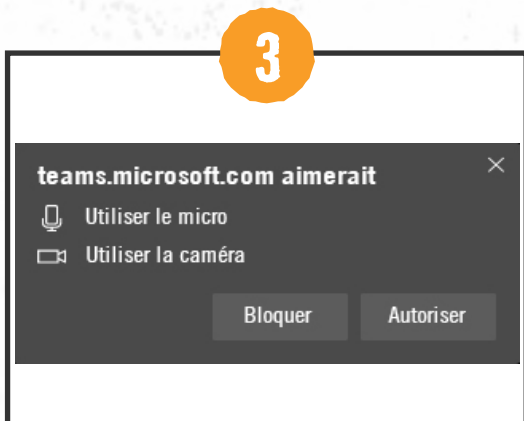 3
teams.microsoft.com aimerait
Utiliser le micro
Utiliser la caméra
Bloquer Autoriser